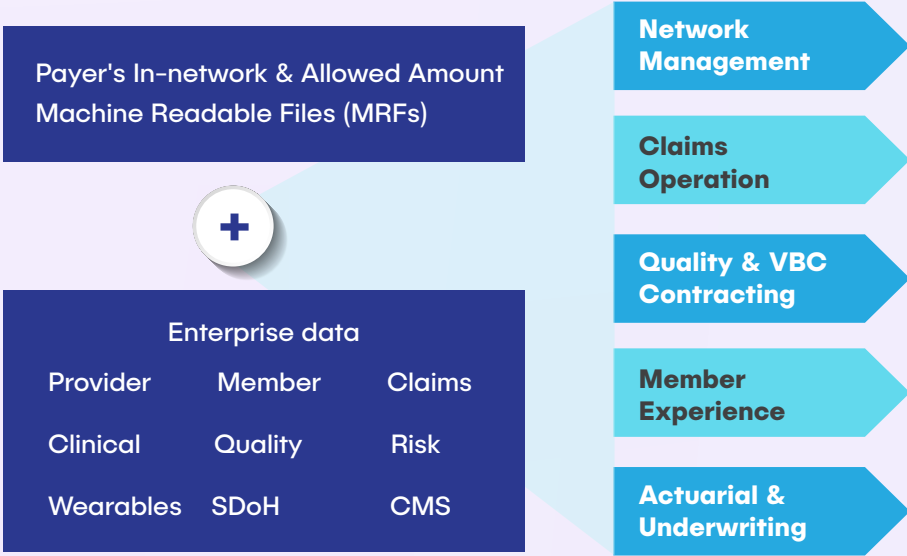 Payer's In-network & Allowed Amount
Machine Readable Files (MRFs)
+
Enterprise data
Provider Member Claims
Clinical Quality Risk
Wearables SDoH CMS
Network
Management
Claims
Operation
Quality & VBC
Contracting
Member
Experience
Actuarial &
Underwriting